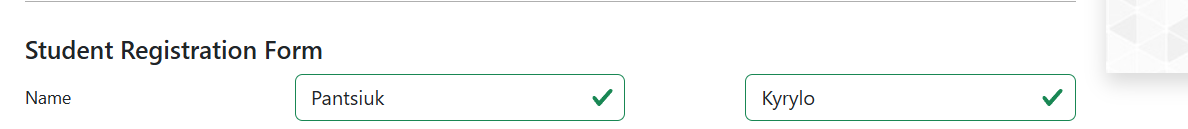 Student Registration Form
Name Pantsiuk Kyrylo